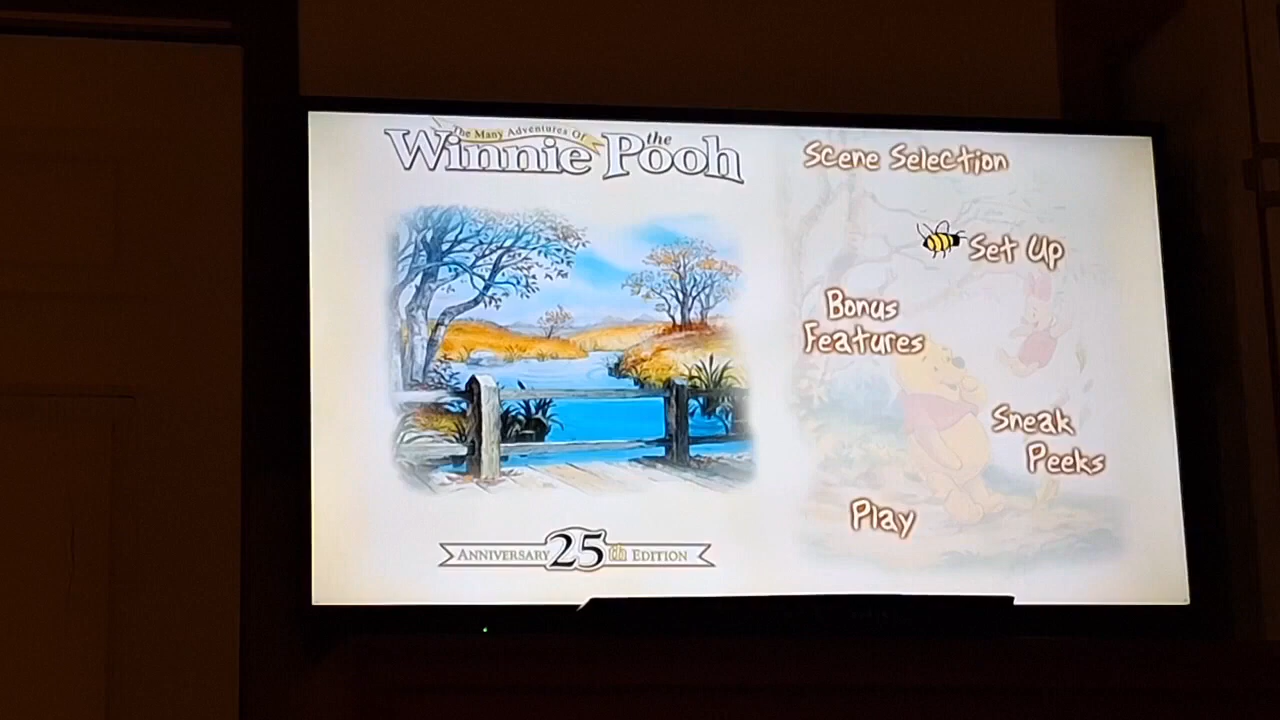 The Many Adventures Of
Winnie the Pooh
Scene Selection
Set Up
Bonus
Features
Sneak
Peeks
Play
ANNIVERSARY 25th EDITION